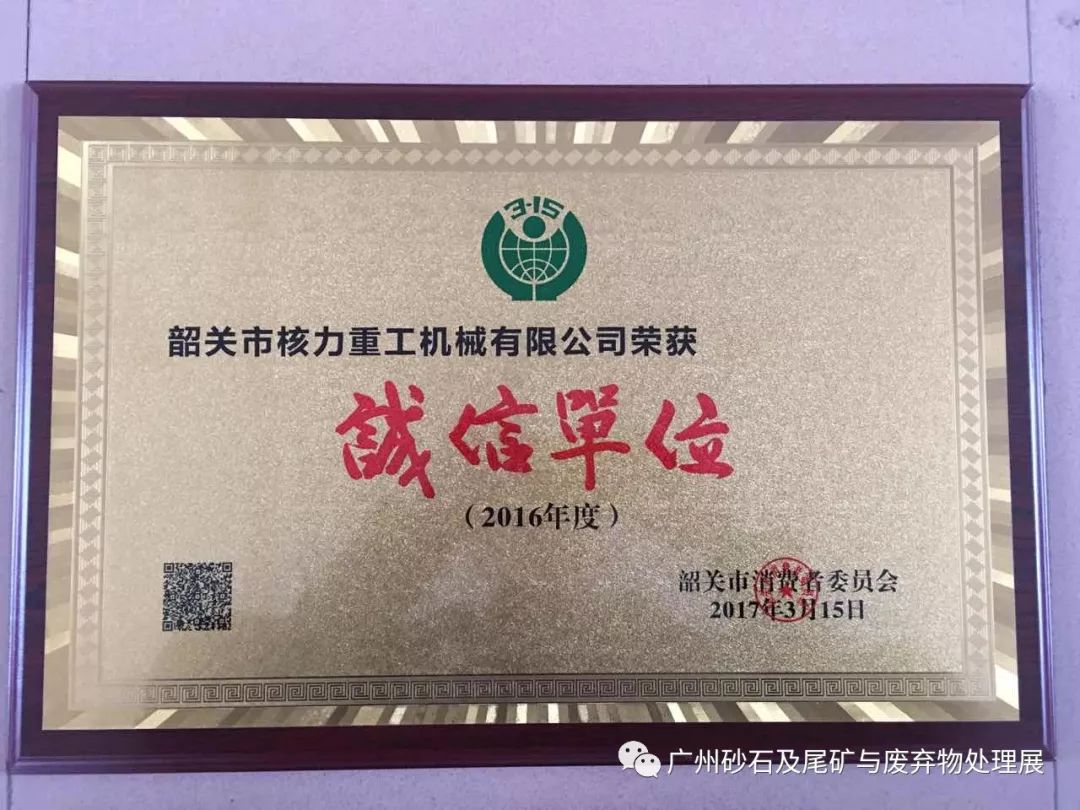 3·15
韶关市核力重工机械有限公司荣获
誠信單位
（2016年度）
韶关市消费者委员会
2017年3月15日
广州砂石及尾矿与废弃物处理展